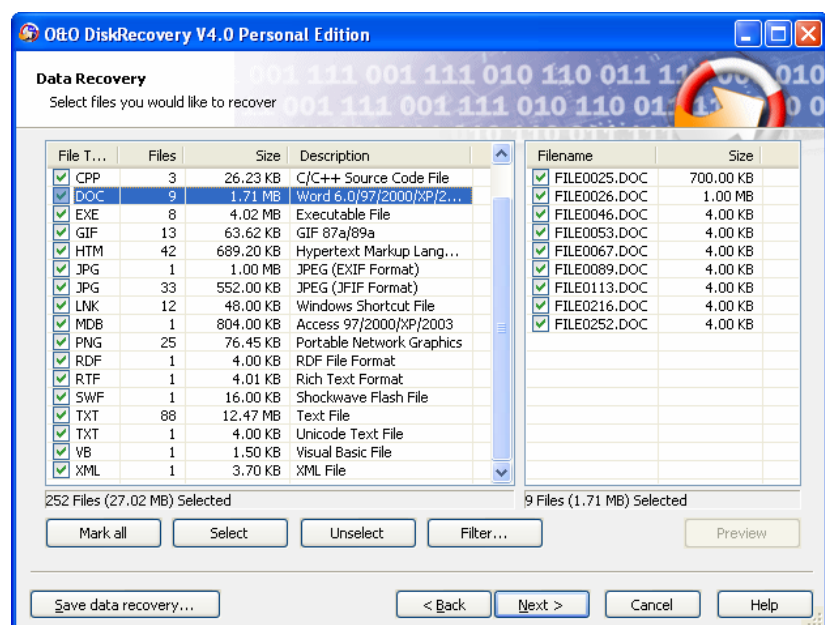 O&O DiskRecovery V4.0 Personal Edition
Data Recovery
Select files you would like to recover
File T... Files Size Description
CPP 3 26.23 KB C/C++ Source Code File
DOC 9 1.71 MB Word 6.0/97/2000/XP/2...
EXE 8 4.02 MB Executable File
GIF 13 63.62 KB GIF 87a/89a
HTM 42 689.20 KB Hypertext Markup Lang...
JPG 1 1.00 MB JPEG (EXIF Format)
JPG 33 552.00 KB JPEG (JFIF Format)
LNK 12 48.00 KB Windows Shortcut File
MDB 1 804.00 KB Access 97/2000/XP/2003
PNG 25 76.45 KB Portable Network Graphics
RDF 1 4.00 KB RDF File Format
RTF 1 4.01 KB Rich Text Format
SWF 1 16.00 KB Shockwave Flash File
TXT 88 12.47 MB Text File
TXT 1 4.00 KB Unicode Text File
VB 1 1.50 KB Visual Basic File
XML 1 3.70 KB XML File
252 Files (27.02 MB) Selected
Filename Size
FILE0025.DOC 700.00 KB
FILE0026.DOC 1.00 MB
FILE0046.DOC 4.00 KB
FILE0053.DOC 4.00 KB
FILE0067.DOC 4.00 KB
FILE0089.DOC 4.00 KB
FILE0113.DOC 4.00 KB
FILE0216.DOC 4.00 KB
FILE0252.DOC 4.00 KB
9 Files (1.71 MB) Selected
Mark all Select Unselect Filter... Preview
Save data recovery... < Back Next > Cancel Help